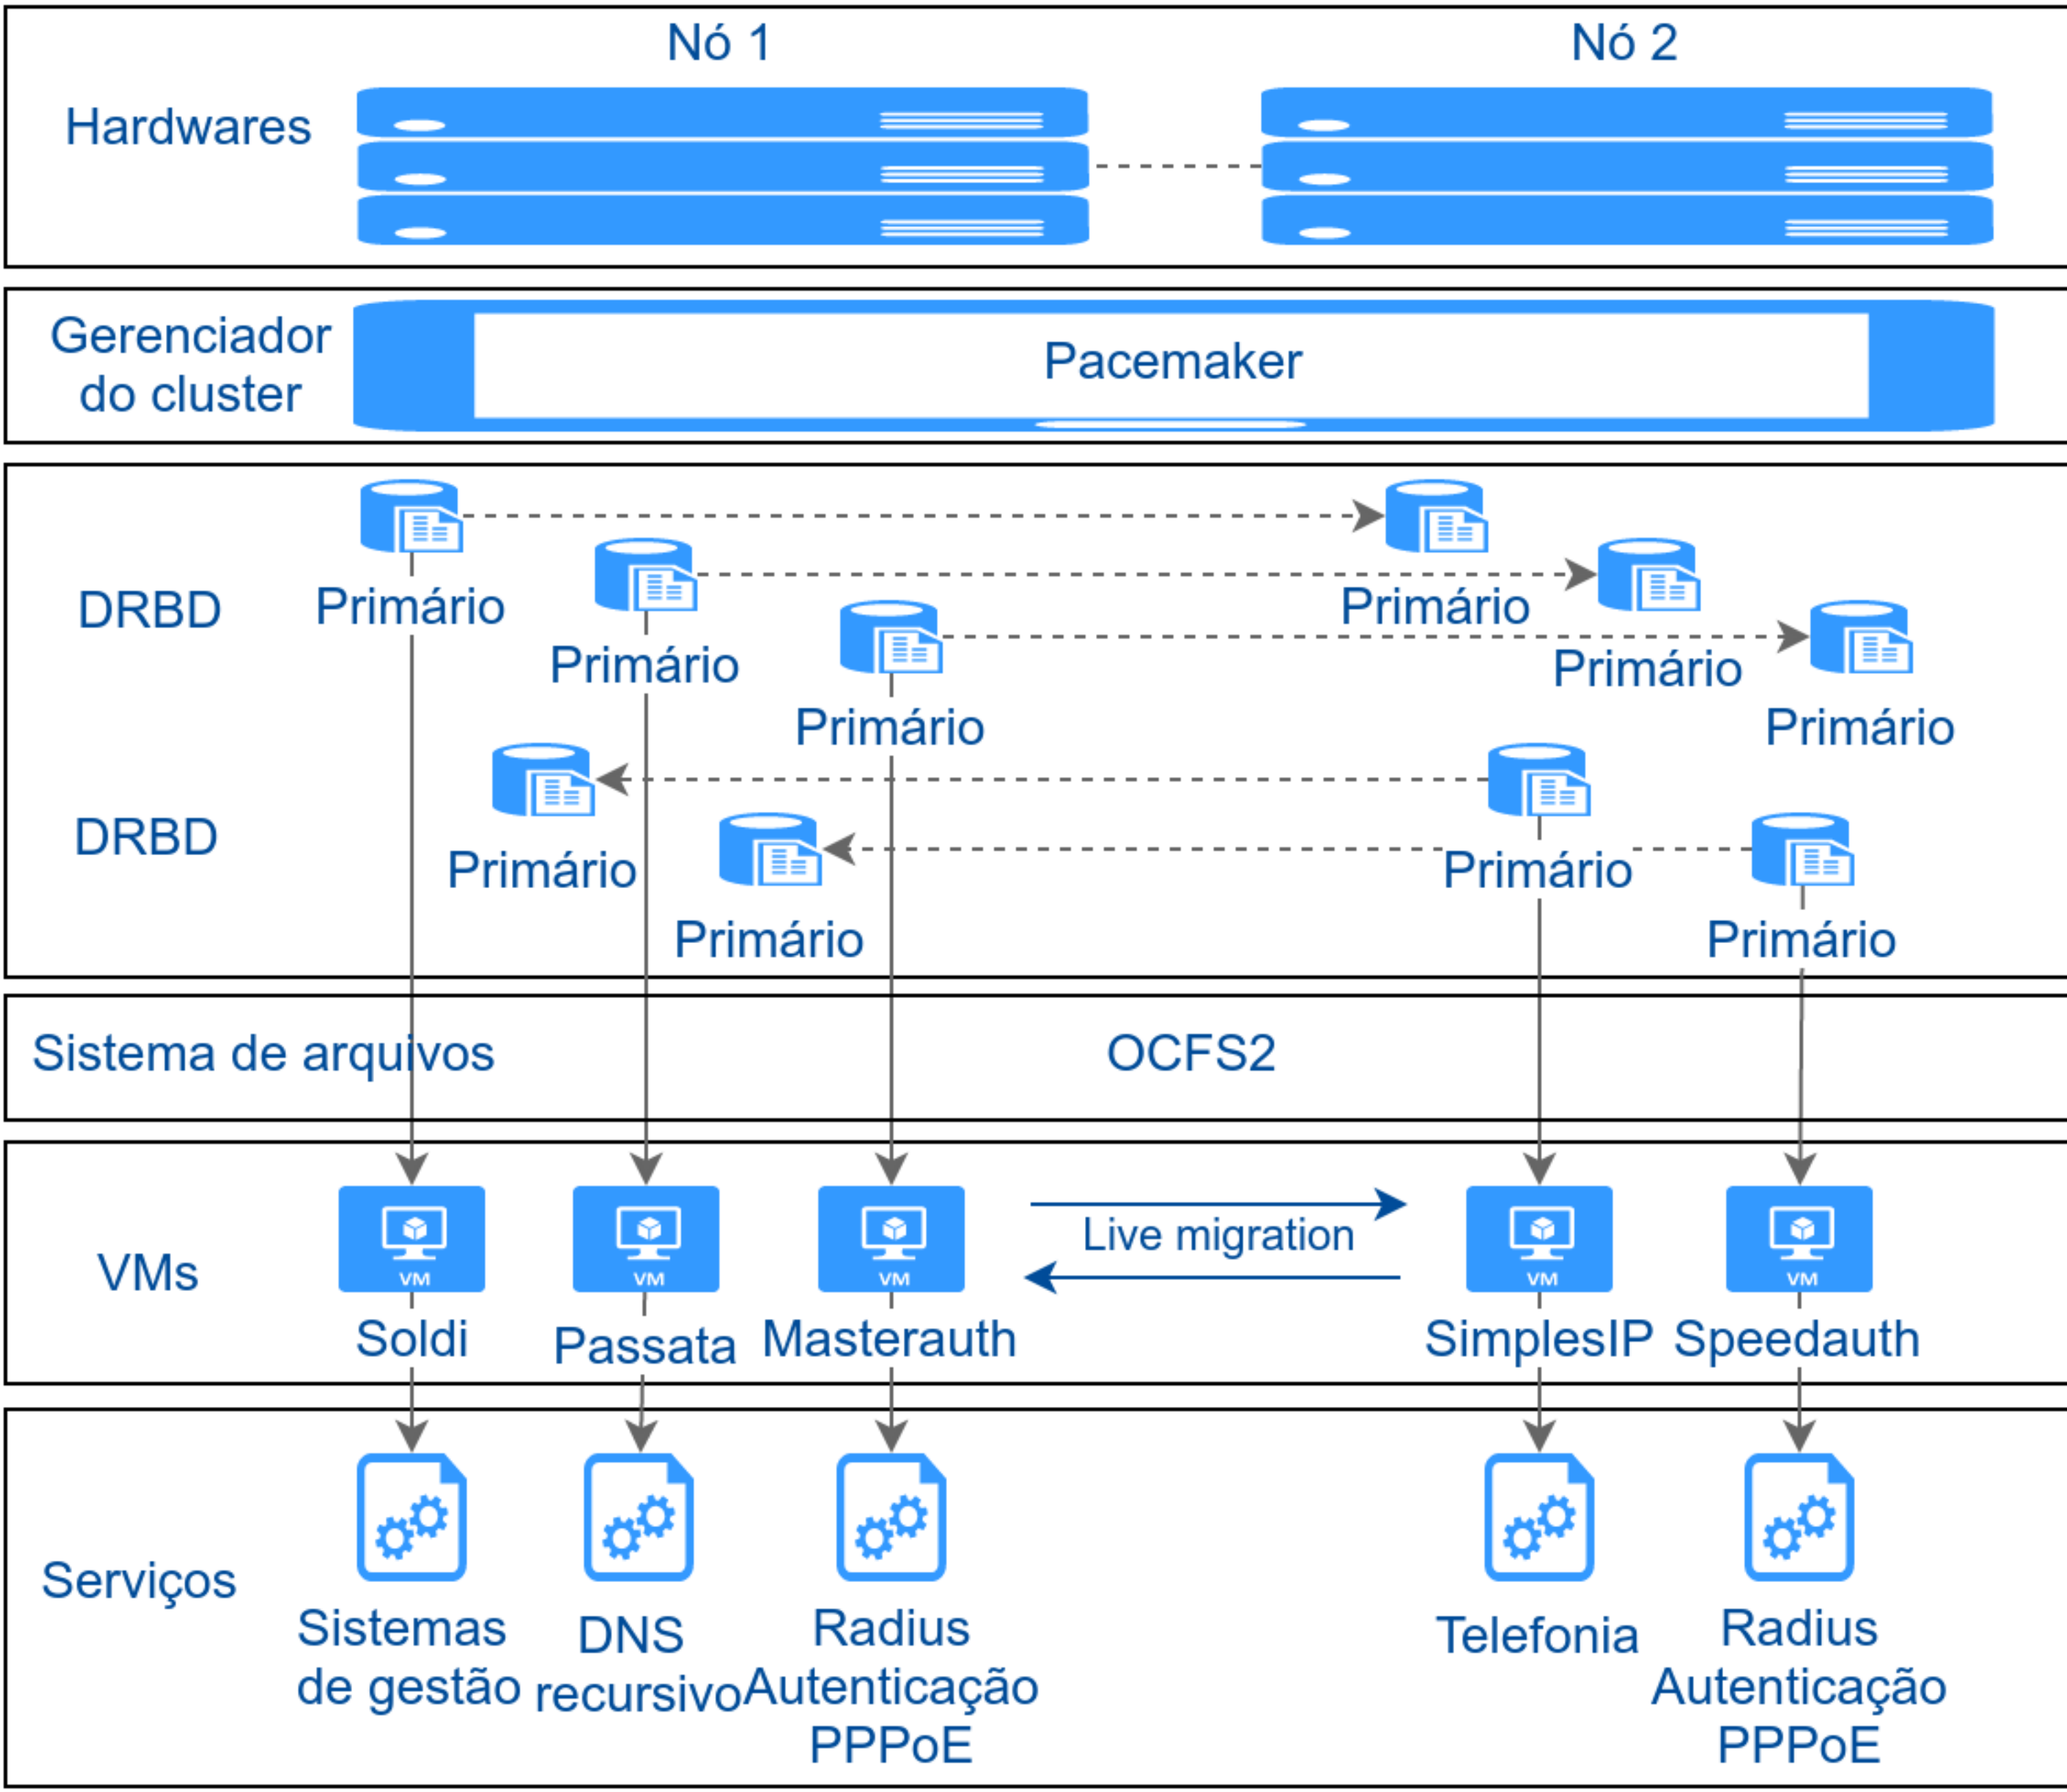 Nó 1
Nó 2
Hardwares
Gerenciador
do cluster
Pacemaker
DRBD
Primário
Primário
Primário
Primário
Primário
Primário
DRBD
Primário
Primário
Primário
Primário
Sistema de arquivos
OCFS2
VMs
VM
VM
VM
Live migration
VM
VM
Soldi
Passata
Masterauth
SimplesIP
Speedauth
Serviços
Sistemas
de gestão
DNS
recursivo
Radius
Autenticação
PPPoE
Telefonia
Radius
Autenticação
PPPoE